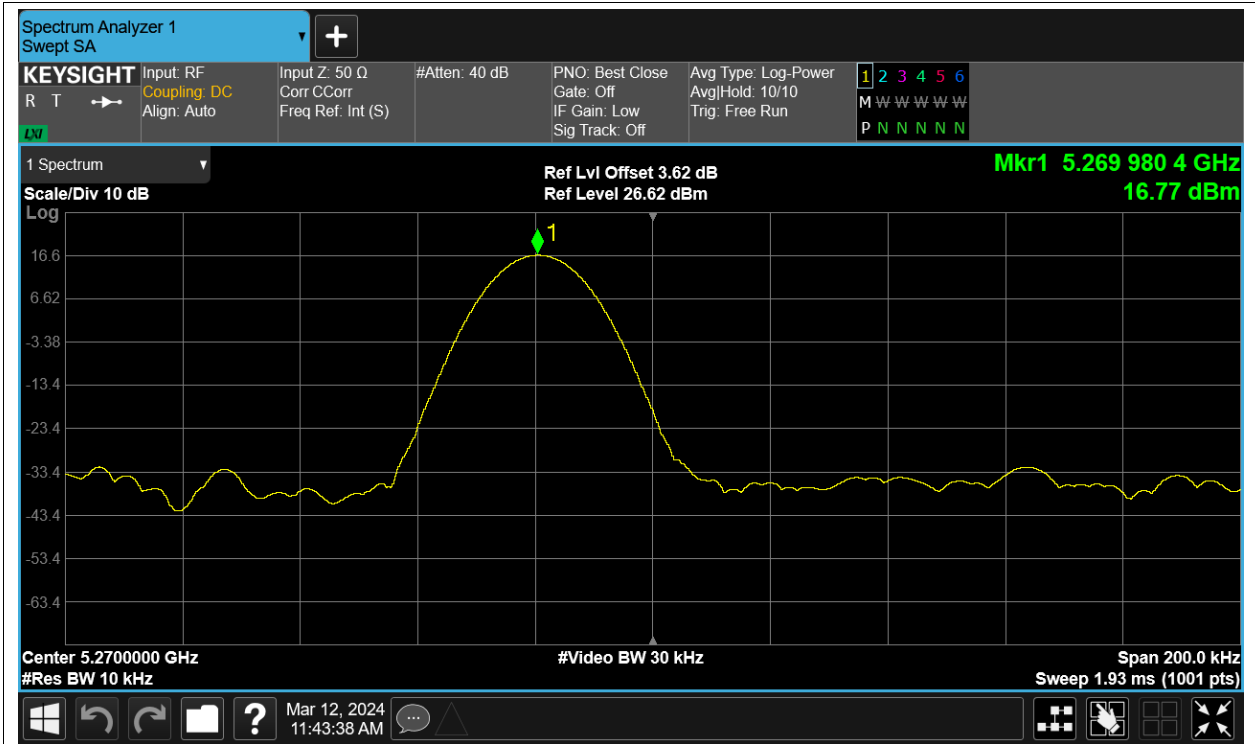 Spectrum Analyzer 1
Swept SA
+
KEYSIGHT
R T
LXI
Input: RF
Coupling: DC
Align: Auto
Input Z: 50 Ω
Corr CCorr
Freq Ref: Int (S)
#Atten: 40 dB
PNO: Best Close
Gate: Off
IF Gain: Low
Sig Track: Off
Avg Type: Log-Power
Avg|Hold: 10/10
Trig: Free Run
1 2 3 4 5 6
M W W W W W
P N N N N N
1 Spectrum
Scale/Div 10 dB
Log
Ref Lvl Offset 3.62 dB
Ref Level 26.62 dBm
Mkr1 5.269 980 4 GHz
16.77 dBm
1
16.6
6.62
-3.38
-13.4
-23.4
-33.4
-43.4
-53.4
-63.4
Center 5.2700000 GHz
#Res BW 10 kHz
#Video BW 30 kHz
Span 200.0 kHz
Sweep 1.93 ms (1001 pts)
?
Mar 12, 2024
11:43:38 AM